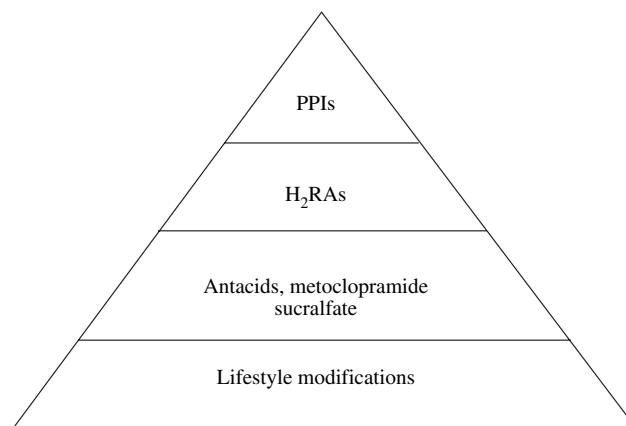 PPIs
H₂RAs
Antacids, metoclopramide
sucralfate
Lifestyle modifications